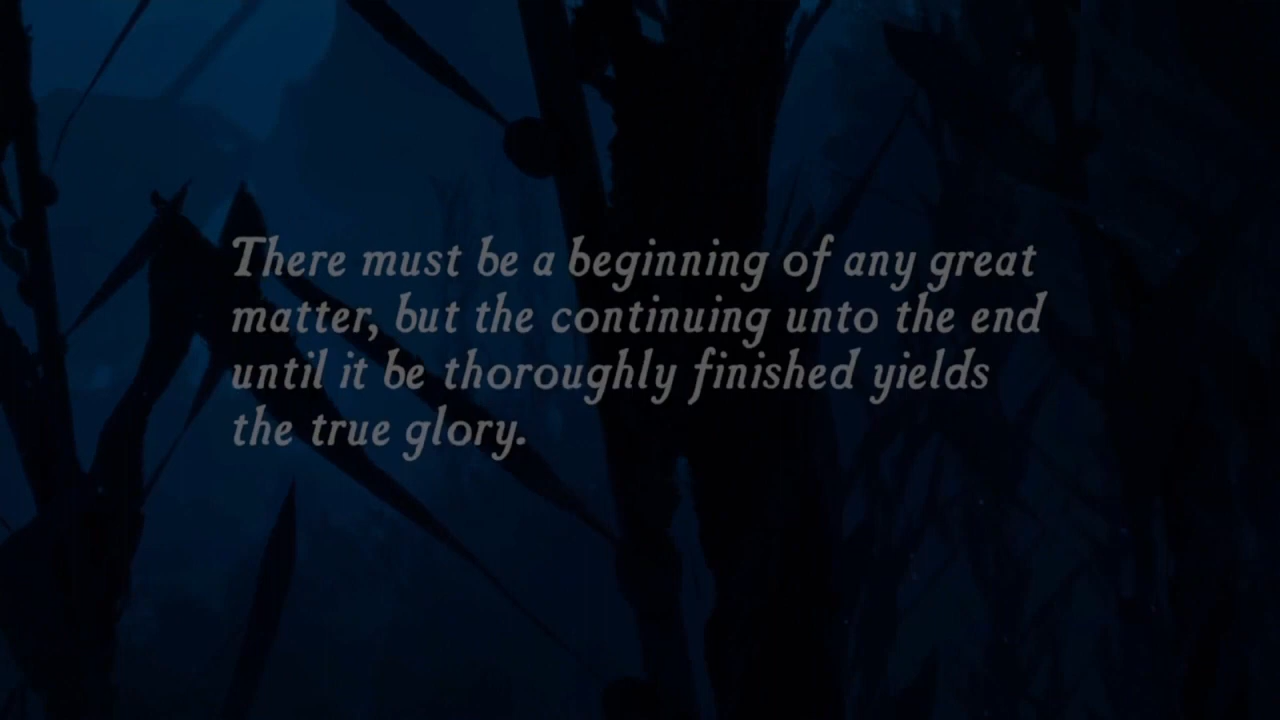 There must be a beginning of any great
matter, but the continuing unto the end
until it be thoroughly finished yields
the true glory.